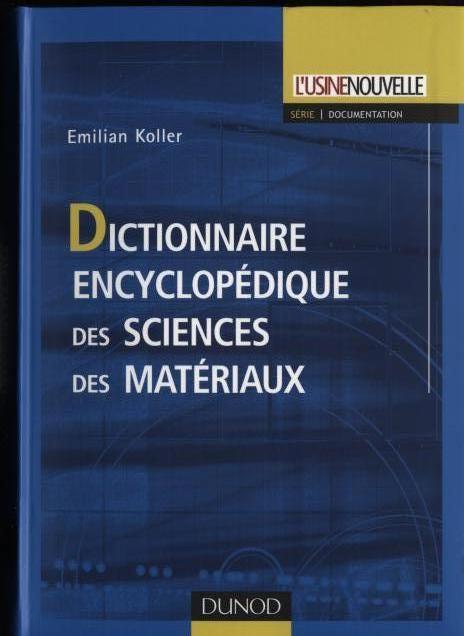 L'USINENOUVELLE
SÉRIE | DOCUMENTATION
Emilian Koller
DICTIONNAIRE
ENCYCLOPÉDIQUE
DES SCIENCES
DES MATÉRIAUX
DUNOD